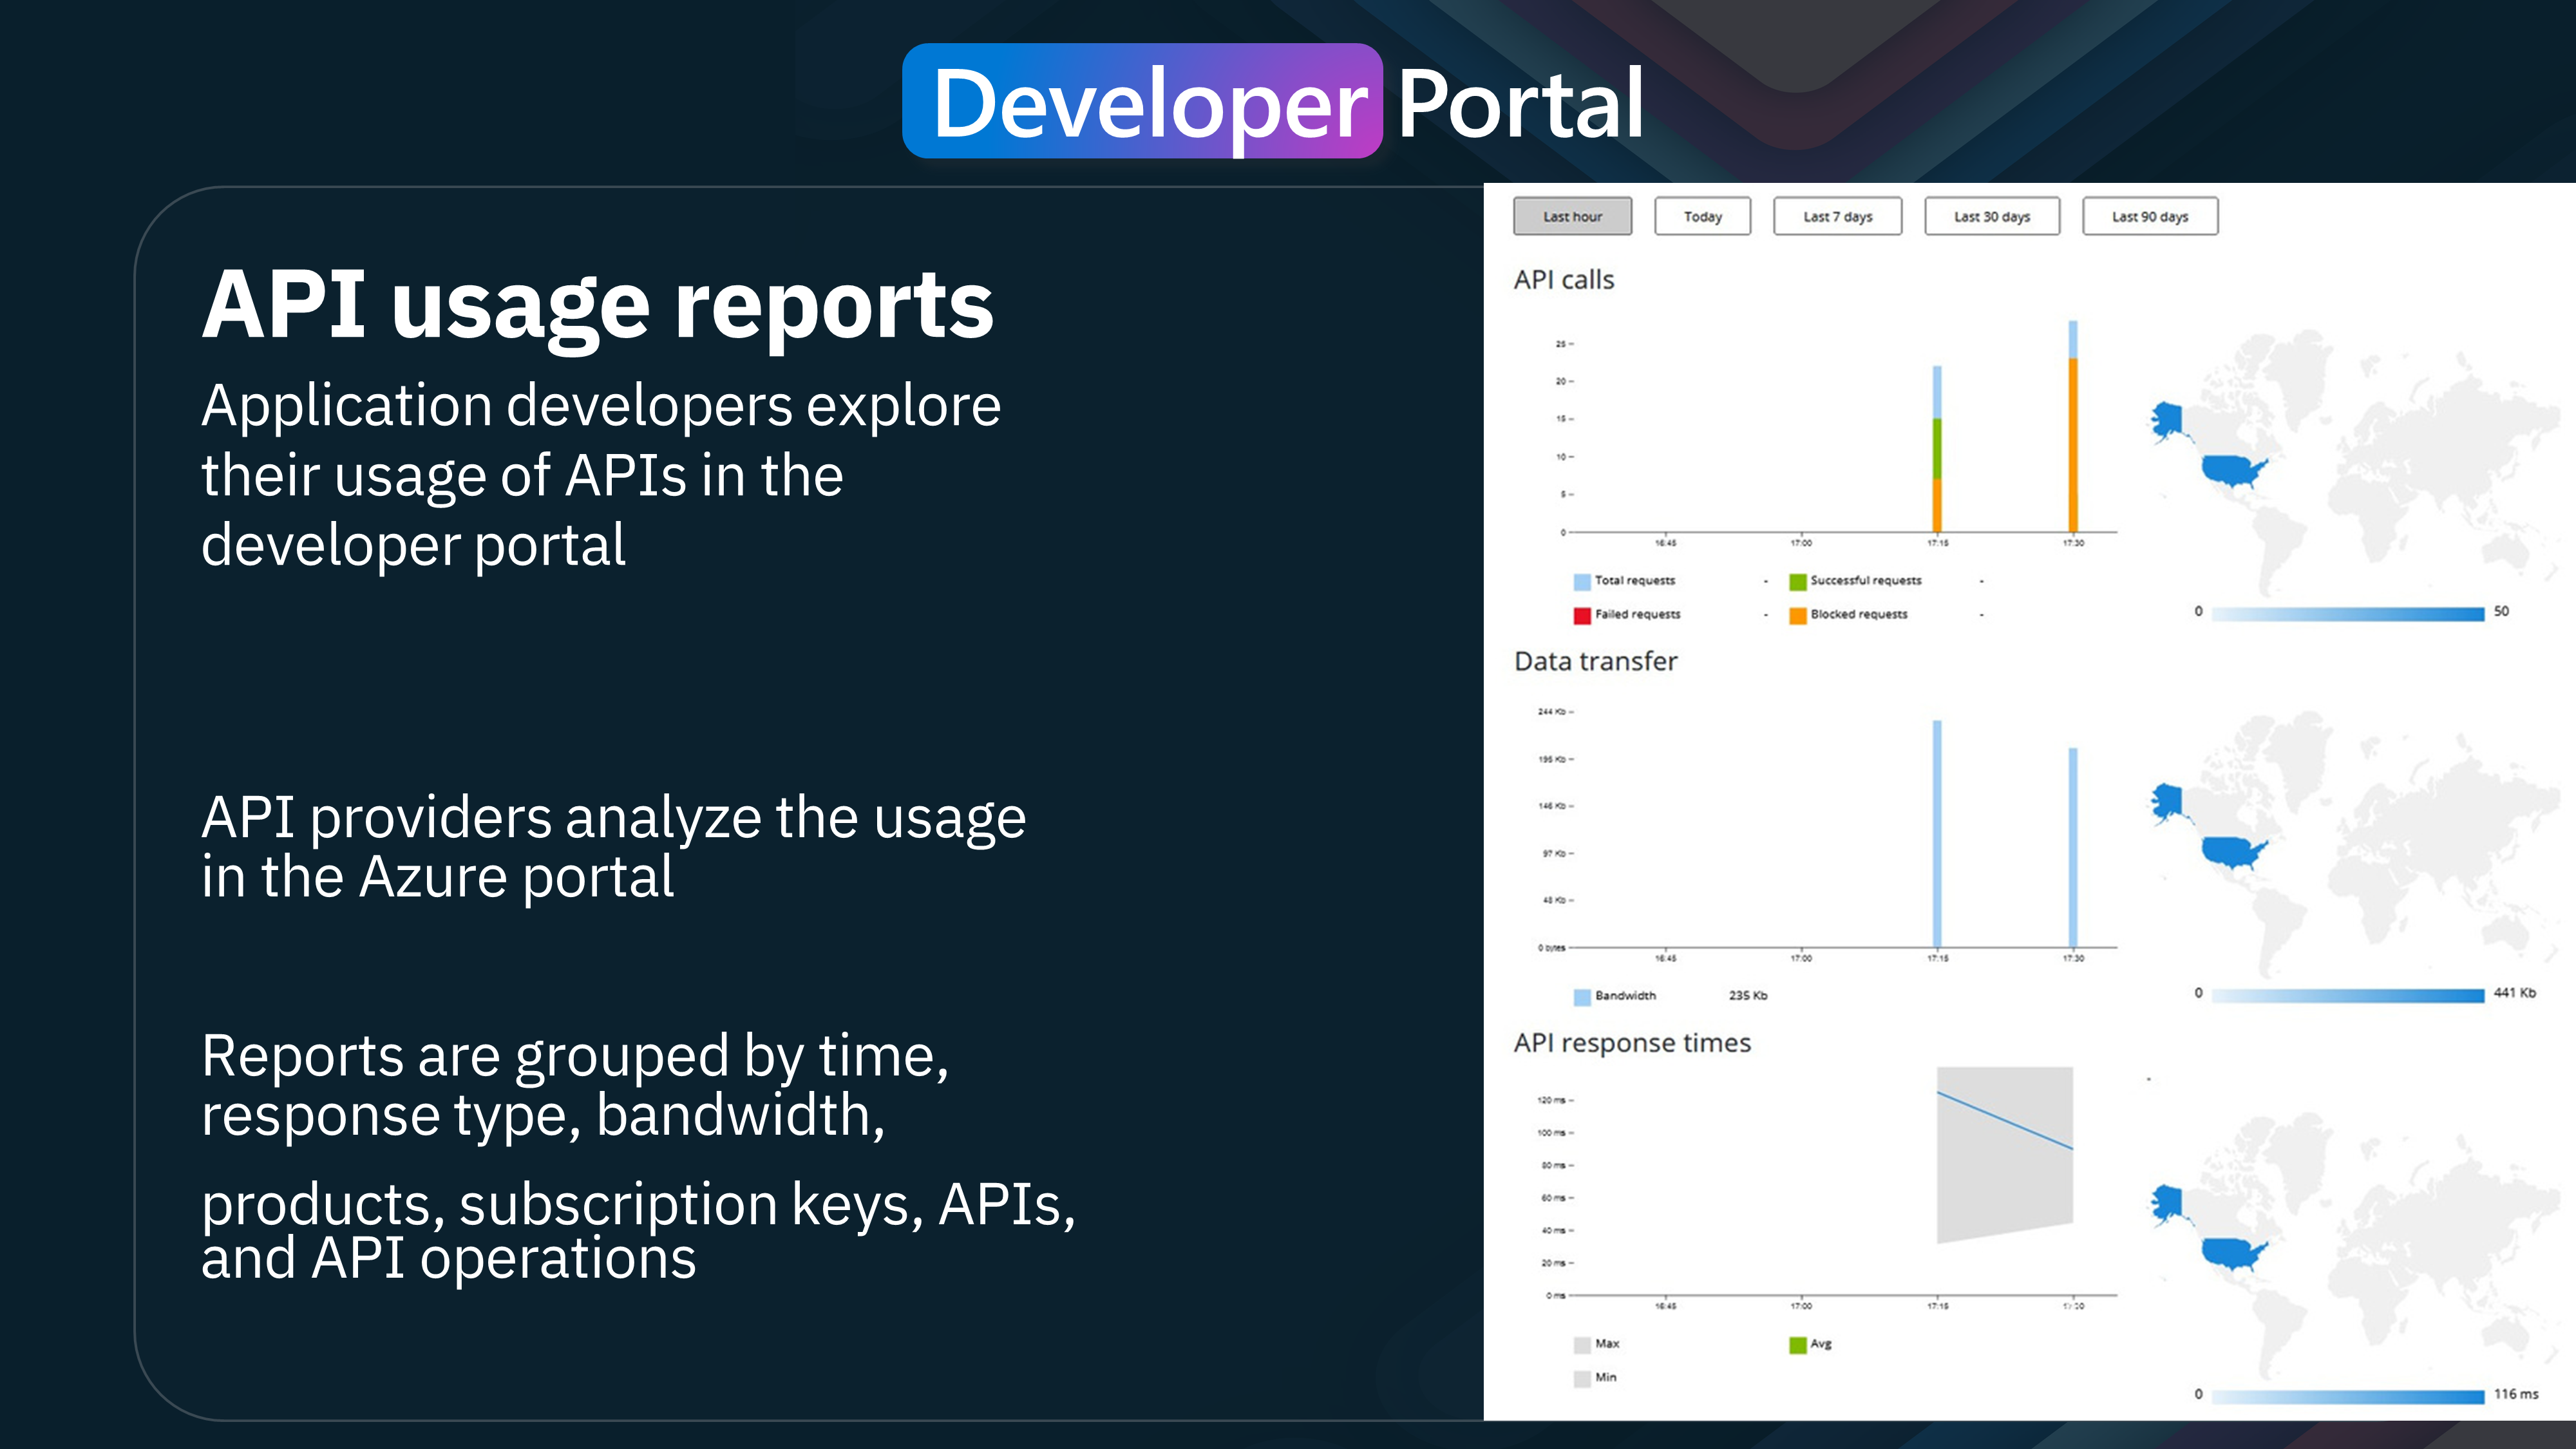 Developer Portal
API usage reports
Application developers explore
their usage of APIs in the
developer portal
API providers analyze the usage
in the Azure portal
Reports are grouped by time,
response type, bandwidth,
products, subscription keys, APIs,
and API operations
Last hour Today Last 7 days Last 30 days Last 90 days
API calls
25
20
15
10
5
0
16:45 17:00 17:15 17:30
Total requests - Successful requests -
Failed requests - Blocked requests -
0 50
Data transfer
244 Kb
195 Kb
146 Kb
97 Kb
48 Kb
0 bytes
16:45 17:00 17:15 17:30
Bandwidth 235 Kb
0 441 Kb
API response times
-
120 ms
100 ms
80 ms
60 ms
40 ms
20 ms
0 ms
16:45 17:00 17:15 17:30
Max Avg
Min
0 116 ms